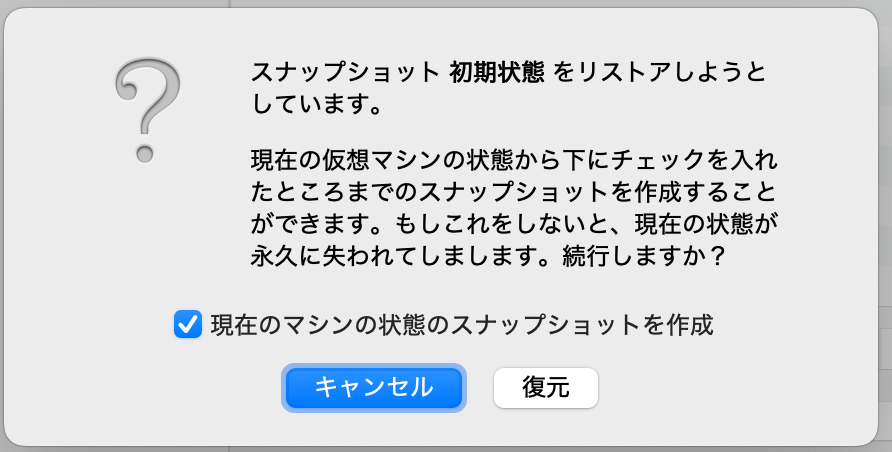 スナップショット 初期状態 をリストアしようと
しています。
現在の仮想マシンの状態から下にチェックを入れ
たところまでのスナップショットを作成すること
ができます。もしこれをしないと、現在の状態が
永久に失われてしまします。続行しますか？
現在のマシンの状態のスナップショットを作成
キャンセル
復元